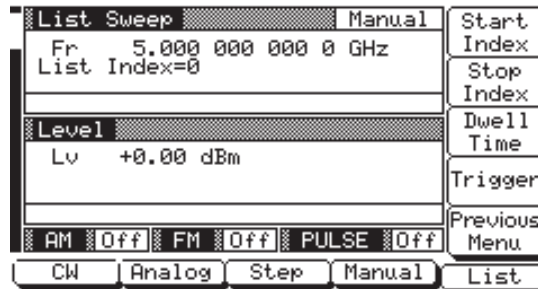 List Sweep Manual
Fr 5.000 000 000 0 GHz
List Index=0
Level
Lv +0.00 dBm
AM Off FM Off PULSE Off
Start
Index
Stop
Index
Dwell
Time
Trigger
Previous
Menu
CW Analog Step Manual List